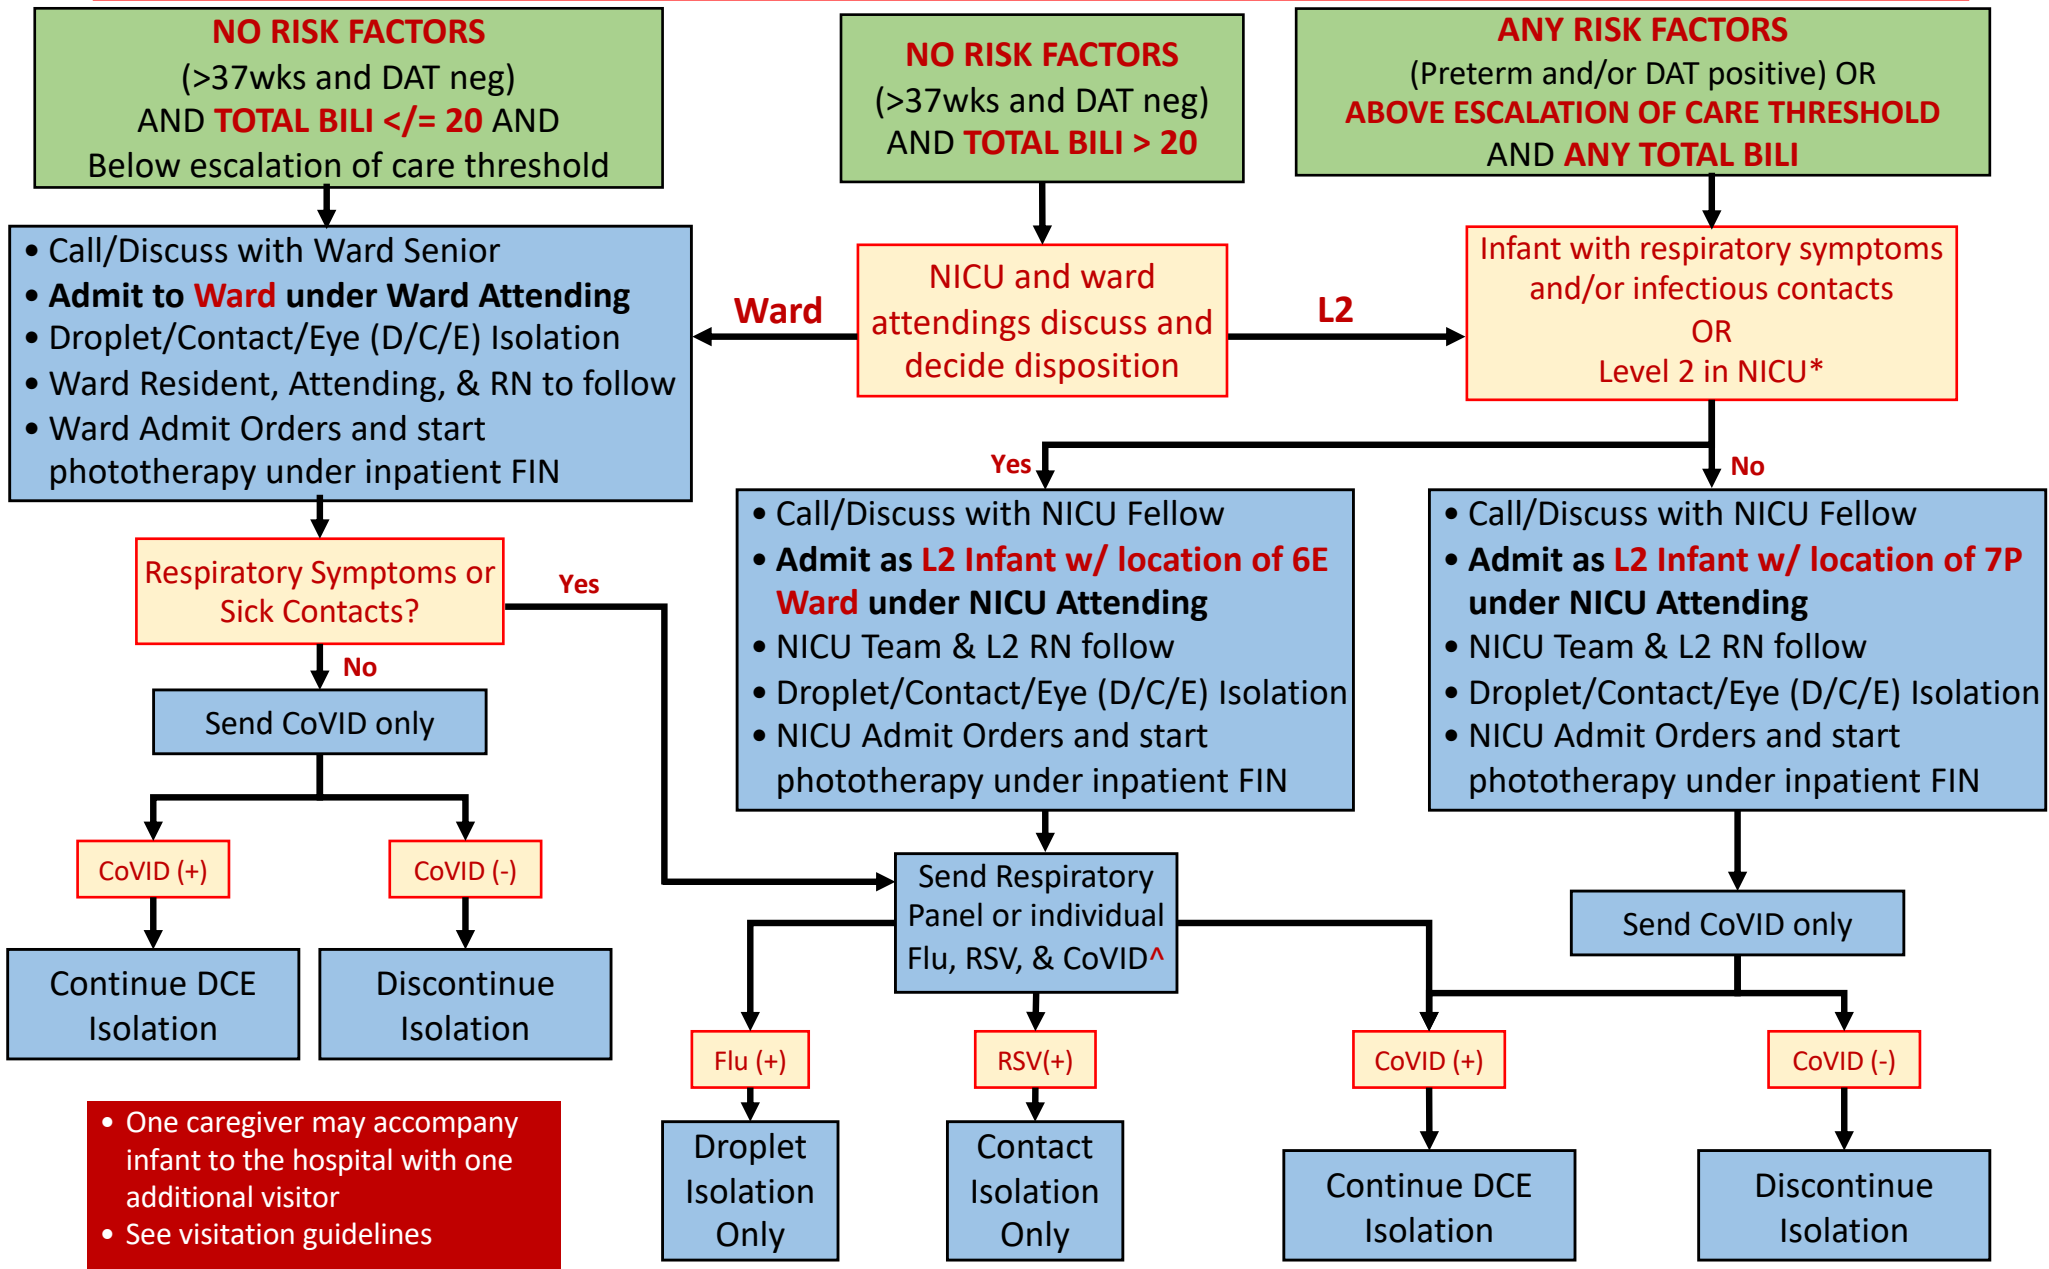 NO RISK FACTORS
(>37wks and DAT neg)
AND TOTAL BILI </= 20 AND
Below escalation of care threshold
NO RISK FACTORS
(>37wks and DAT neg)
AND TOTAL BILI > 20
ANY RISK FACTORS
(Preterm and/or DAT positive) OR
ABOVE ESCALATION OF CARE THRESHOLD
AND ANY TOTAL BILI
• Call/Discuss with Ward Senior
• Admit to Ward under Ward Attending
• Droplet/Contact/Eye (D/C/E) Isolation
• Ward Resident, Attending, & RN to follow
• Ward Admit Orders and start
phototherapy under inpatient FIN
Ward
NICU and ward
attendings discuss and
decide disposition
L2
Infant with respiratory symptoms
and/or infectious contacts
OR
Level 2 in NICU*
Yes
No
Respiratory Symptoms or
Sick Contacts?
Yes
No
• Call/Discuss with NICU Fellow
• Admit as L2 Infant w/ location of 6E
Ward under NICU Attending
• NICU Team & L2 RN follow
• Droplet/Contact/Eye (D/C/E) Isolation
• NICU Admit Orders and start
phototherapy under inpatient FIN
• Call/Discuss with NICU Fellow
• Admit as L2 Infant w/ location of 7P
under NICU Attending
• NICU Team & L2 RN follow
• Droplet/Contact/Eye (D/C/E) Isolation
• NICU Admit Orders and start
phototherapy under inpatient FIN
Send CoVID only
CoVID (+)
CoVID (-)
Continue DCE
Isolation
Discontinue
Isolation
Send Respiratory
Panel or individual
Flu, RSV, & CoVID^
Send CoVID only
Flu (+)
RSV(+)
CoVID (+)
CoVID (-)
Droplet
Isolation
Only
Contact
Isolation
Only
Continue DCE
Isolation
Discontinue
Isolation
• One caregiver may accompany
infant to the hospital with one
additional visitor
• See visitation guidelines